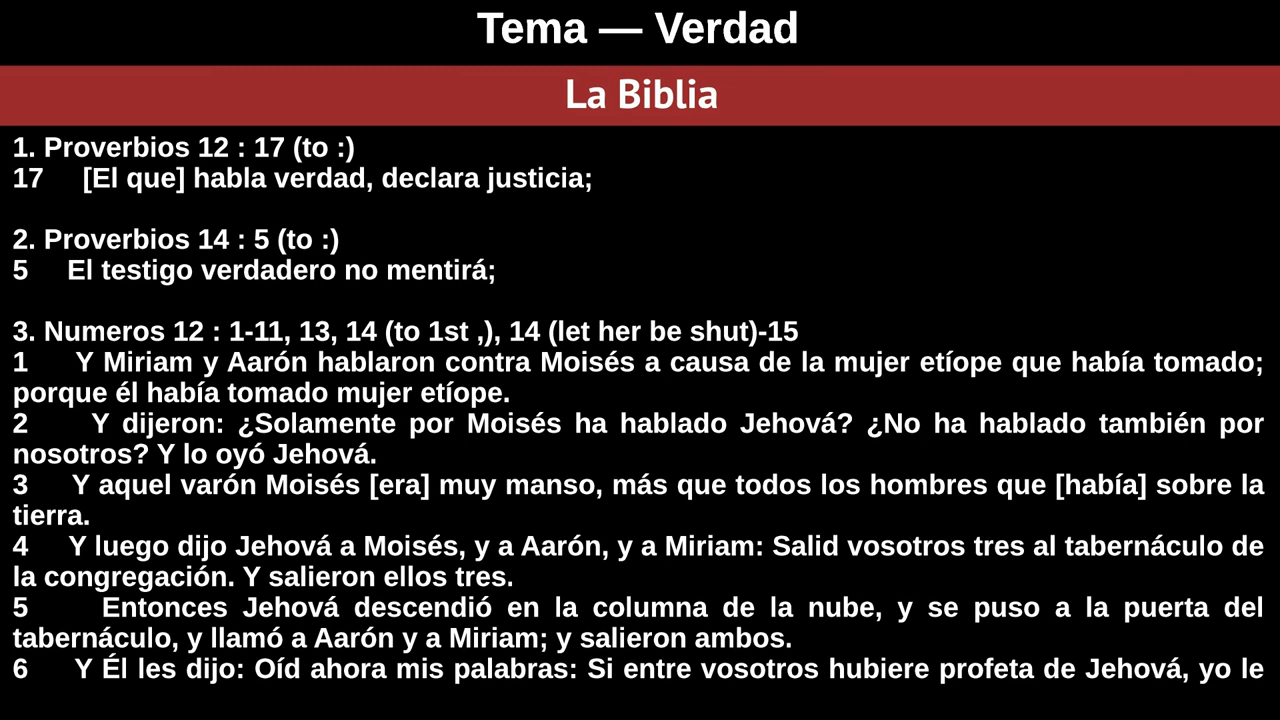 Tema — Verdad
La Biblia
1. Proverbios 12 : 17 (to :)
17 [El que] habla verdad, declara justicia;
2. Proverbios 14 : 5 (to :)
5 El testigo verdadero no mentirá;
3. Numeros 12 : 1-11, 13, 14 (to 1st ,), 14 (let her be shut)-15
1 Y Miriam y Aarón hablaron contra Moisés a causa de la mujer etíope que había tomado;
porque él había tomado mujer etíope.
2 Y dijeron: ¿Solamente por Moisés ha hablado Jehová? ¿No ha hablado también por
nosotros? Y lo oyó Jehová.
3 Y aquel varón Moisés [era] muy manso, más que todos los hombres que [había] sobre la
tierra.
4 Y luego dijo Jehová a Moisés, y a Aarón, y a Miriam: Salid vosotros tres al tabernáculo de
la congregación. Y salieron ellos tres.
5 Entonces Jehová descendió en la columna de la nube, y se puso a la puerta del
tabernáculo, y llamó a Aarón y a Miriam; y salieron ambos.
6 Y Él les dijo: Oíd ahora mis palabras: Si entre vosotros hubiere profeta de Jehová, yo le